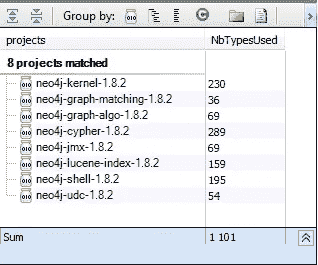 Group by:
projects NbTypesUsed
8 projects matched
neo4j-kernel-1.8.2 230
neo4j-graph-matching-1.8.2 36
neo4j-graph-algo-1.8.2 69
neo4j-cypher-1.8.2 289
neo4j-jmx-1.8.2 69
neo4j-lucene-index-1.8.2 159
neo4j-shell-1.8.2 195
neo4j-udc-1.8.2 54
Sum 1 101